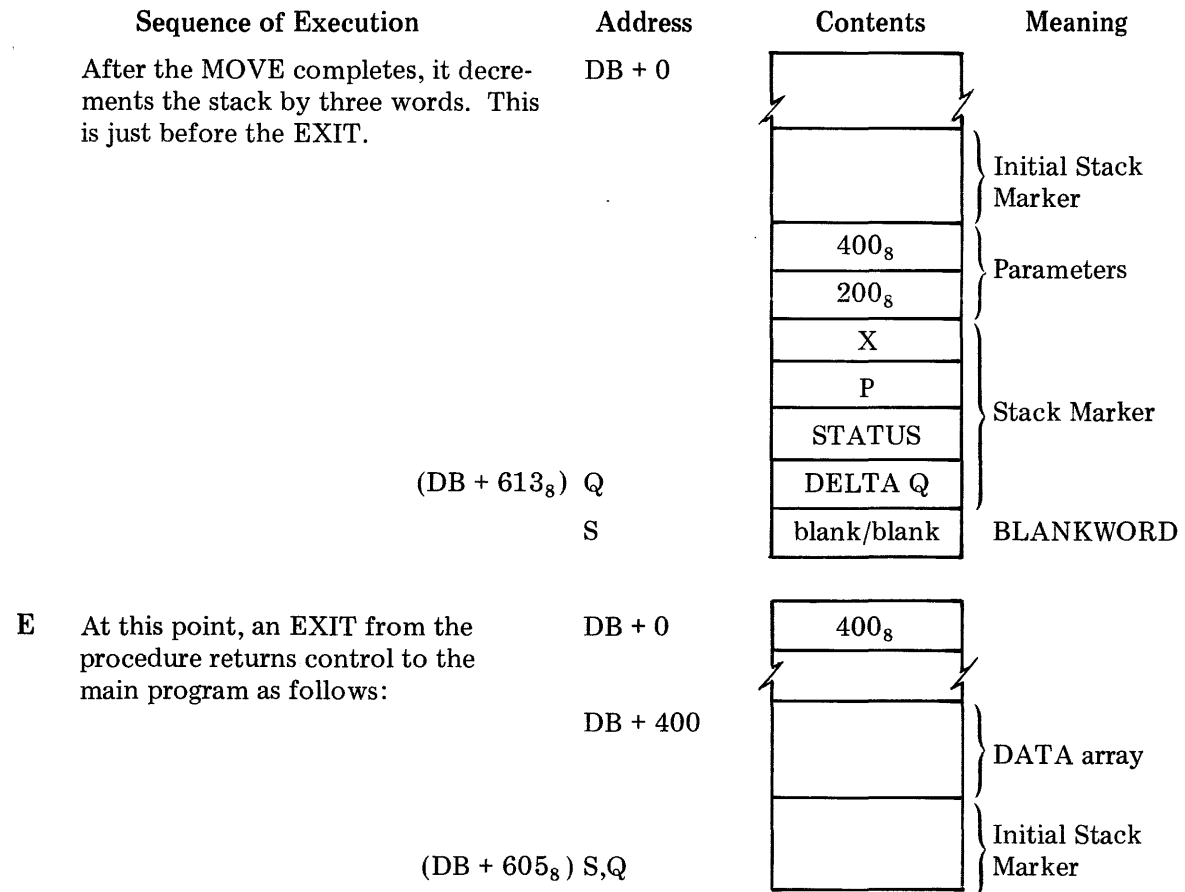 Sequence of Execution Address Contents Meaning
After the MOVE completes, it decre- DB + 0
ments the stack by three words. This
is just before the EXIT.
Initial Stack
Marker
400₈
Parameters
200₈
X
P
Stack Marker
STATUS
(DB + 613₈) Q DELTA Q
S blank/blank BLANKWORD
E At this point, an EXIT from the DB + 0 400₈
procedure returns control to the
main program as follows:
DB + 400
DATA array
Initial Stack
(DB + 605₈) S,Q Marker